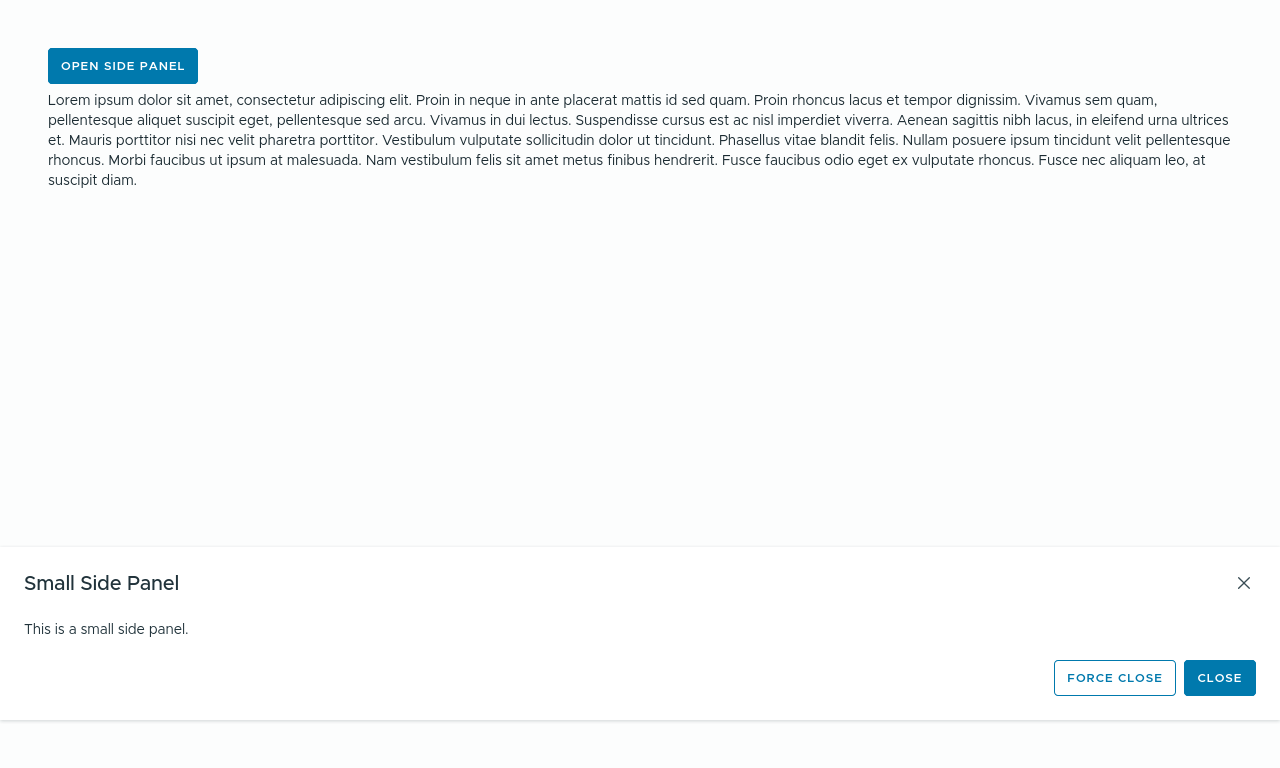 OPEN SIDE PANEL
Lorem ipsum dolor sit amet, consectetur adipiscing elit. Proin in neque in ante placerat mattis id sed quam. Proin rhoncus lacus et tempor dignissim. Vivamus sem quam,
pellentesque aliquet suscipit eget, pellentesque sed arcu. Vivamus in dui lectus. Suspendisse cursus est ac nisl imperdiet viverra. Aenean sagittis nibh lacus, in eleifend urna ultrices
et. Mauris porttitor nisi nec velit pharetra porttitor. Vestibulum vulputate sollicitudin dolor ut tincidunt. Phasellus vitae blandit felis. Nullam posuere ipsum tincidunt velit pellentesque
rhoncus. Morbi faucibus ut ipsum at malesuada. Nam vestibulum felis sit amet metus finibus hendrerit. Fusce faucibus odio eget ex vulputate rhoncus. Fusce nec aliquam leo, at
suscipit diam.
Small Side Panel
This is a small side panel.
FORCE CLOSE
CLOSE